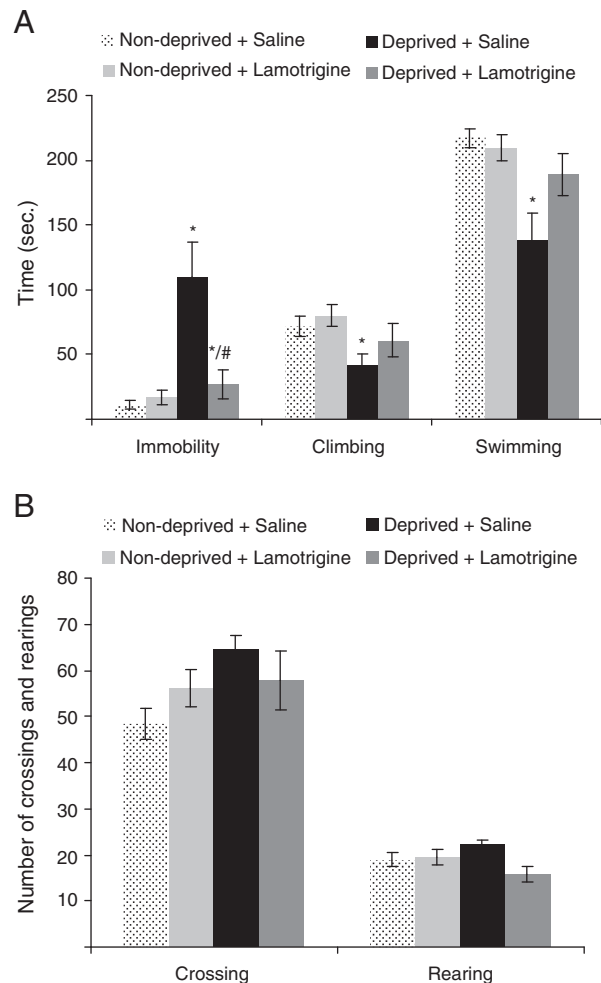 A
Non-deprived + Saline Deprived + Saline
Non-deprived + Lamotrigine Deprived + Lamotrigine
250
200
150
100
50
Time (sec.)
*
*/#
*
*
Immobility Climbing Swimming
B
Non-deprived + Saline Deprived + Saline
Non-deprived + Lamotrigine Deprived + Lamotrigine
80
70
60
50
40
30
20
10
Number of crossings and rearings
Crossing Rearing